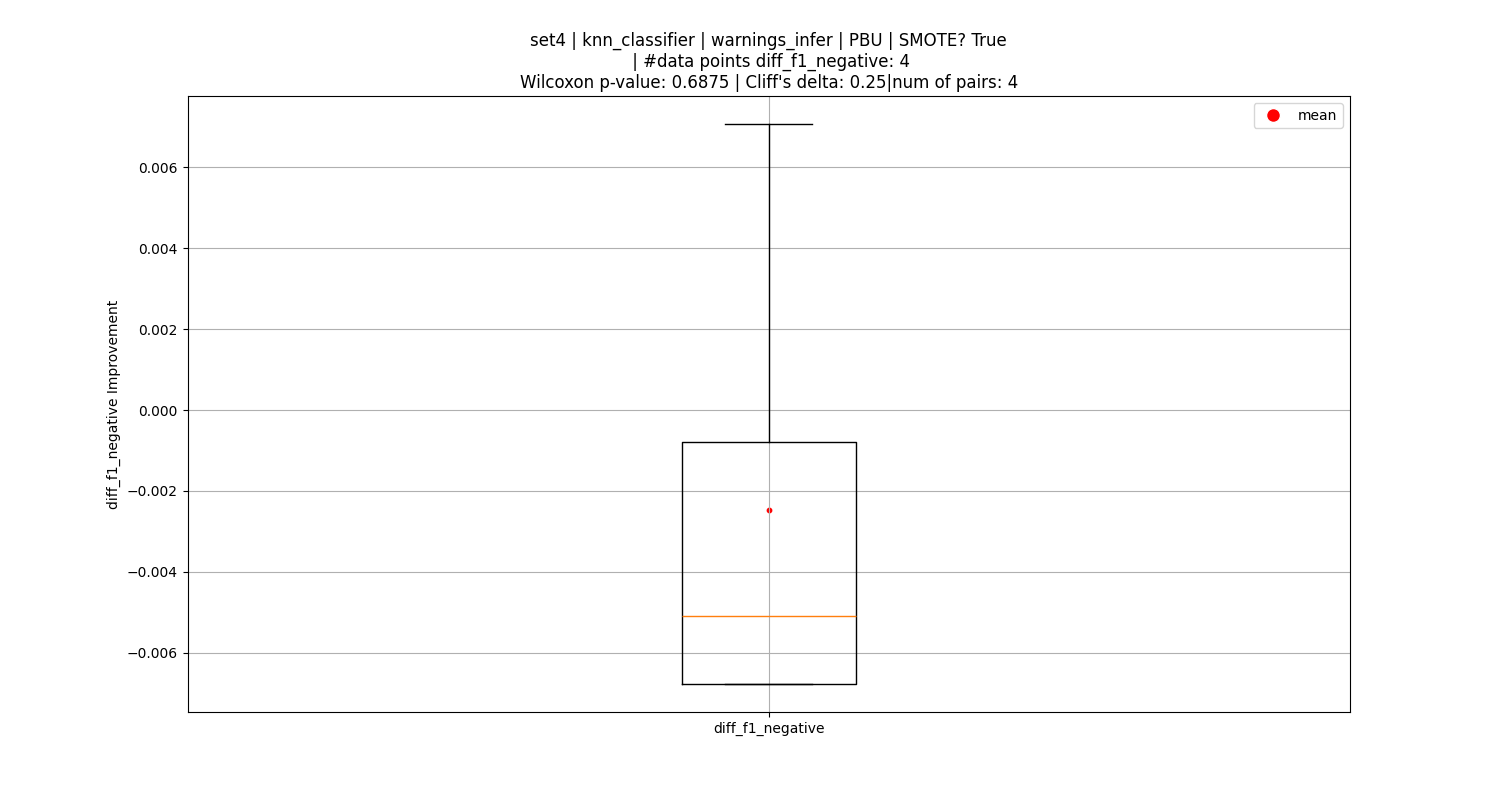 set4 | knn_classifier | warnings_infer | PBU | SMOTE? True
| #data points diff_f1_negative: 4
Wilcoxon p-value: 0.6875 | Cliff's delta: 0.25|num of pairs: 4
mean
0.006
0.004
0.002
0.000
−0.002
−0.004
−0.006
diff_f1_negative Improvement
diff_f1_negative